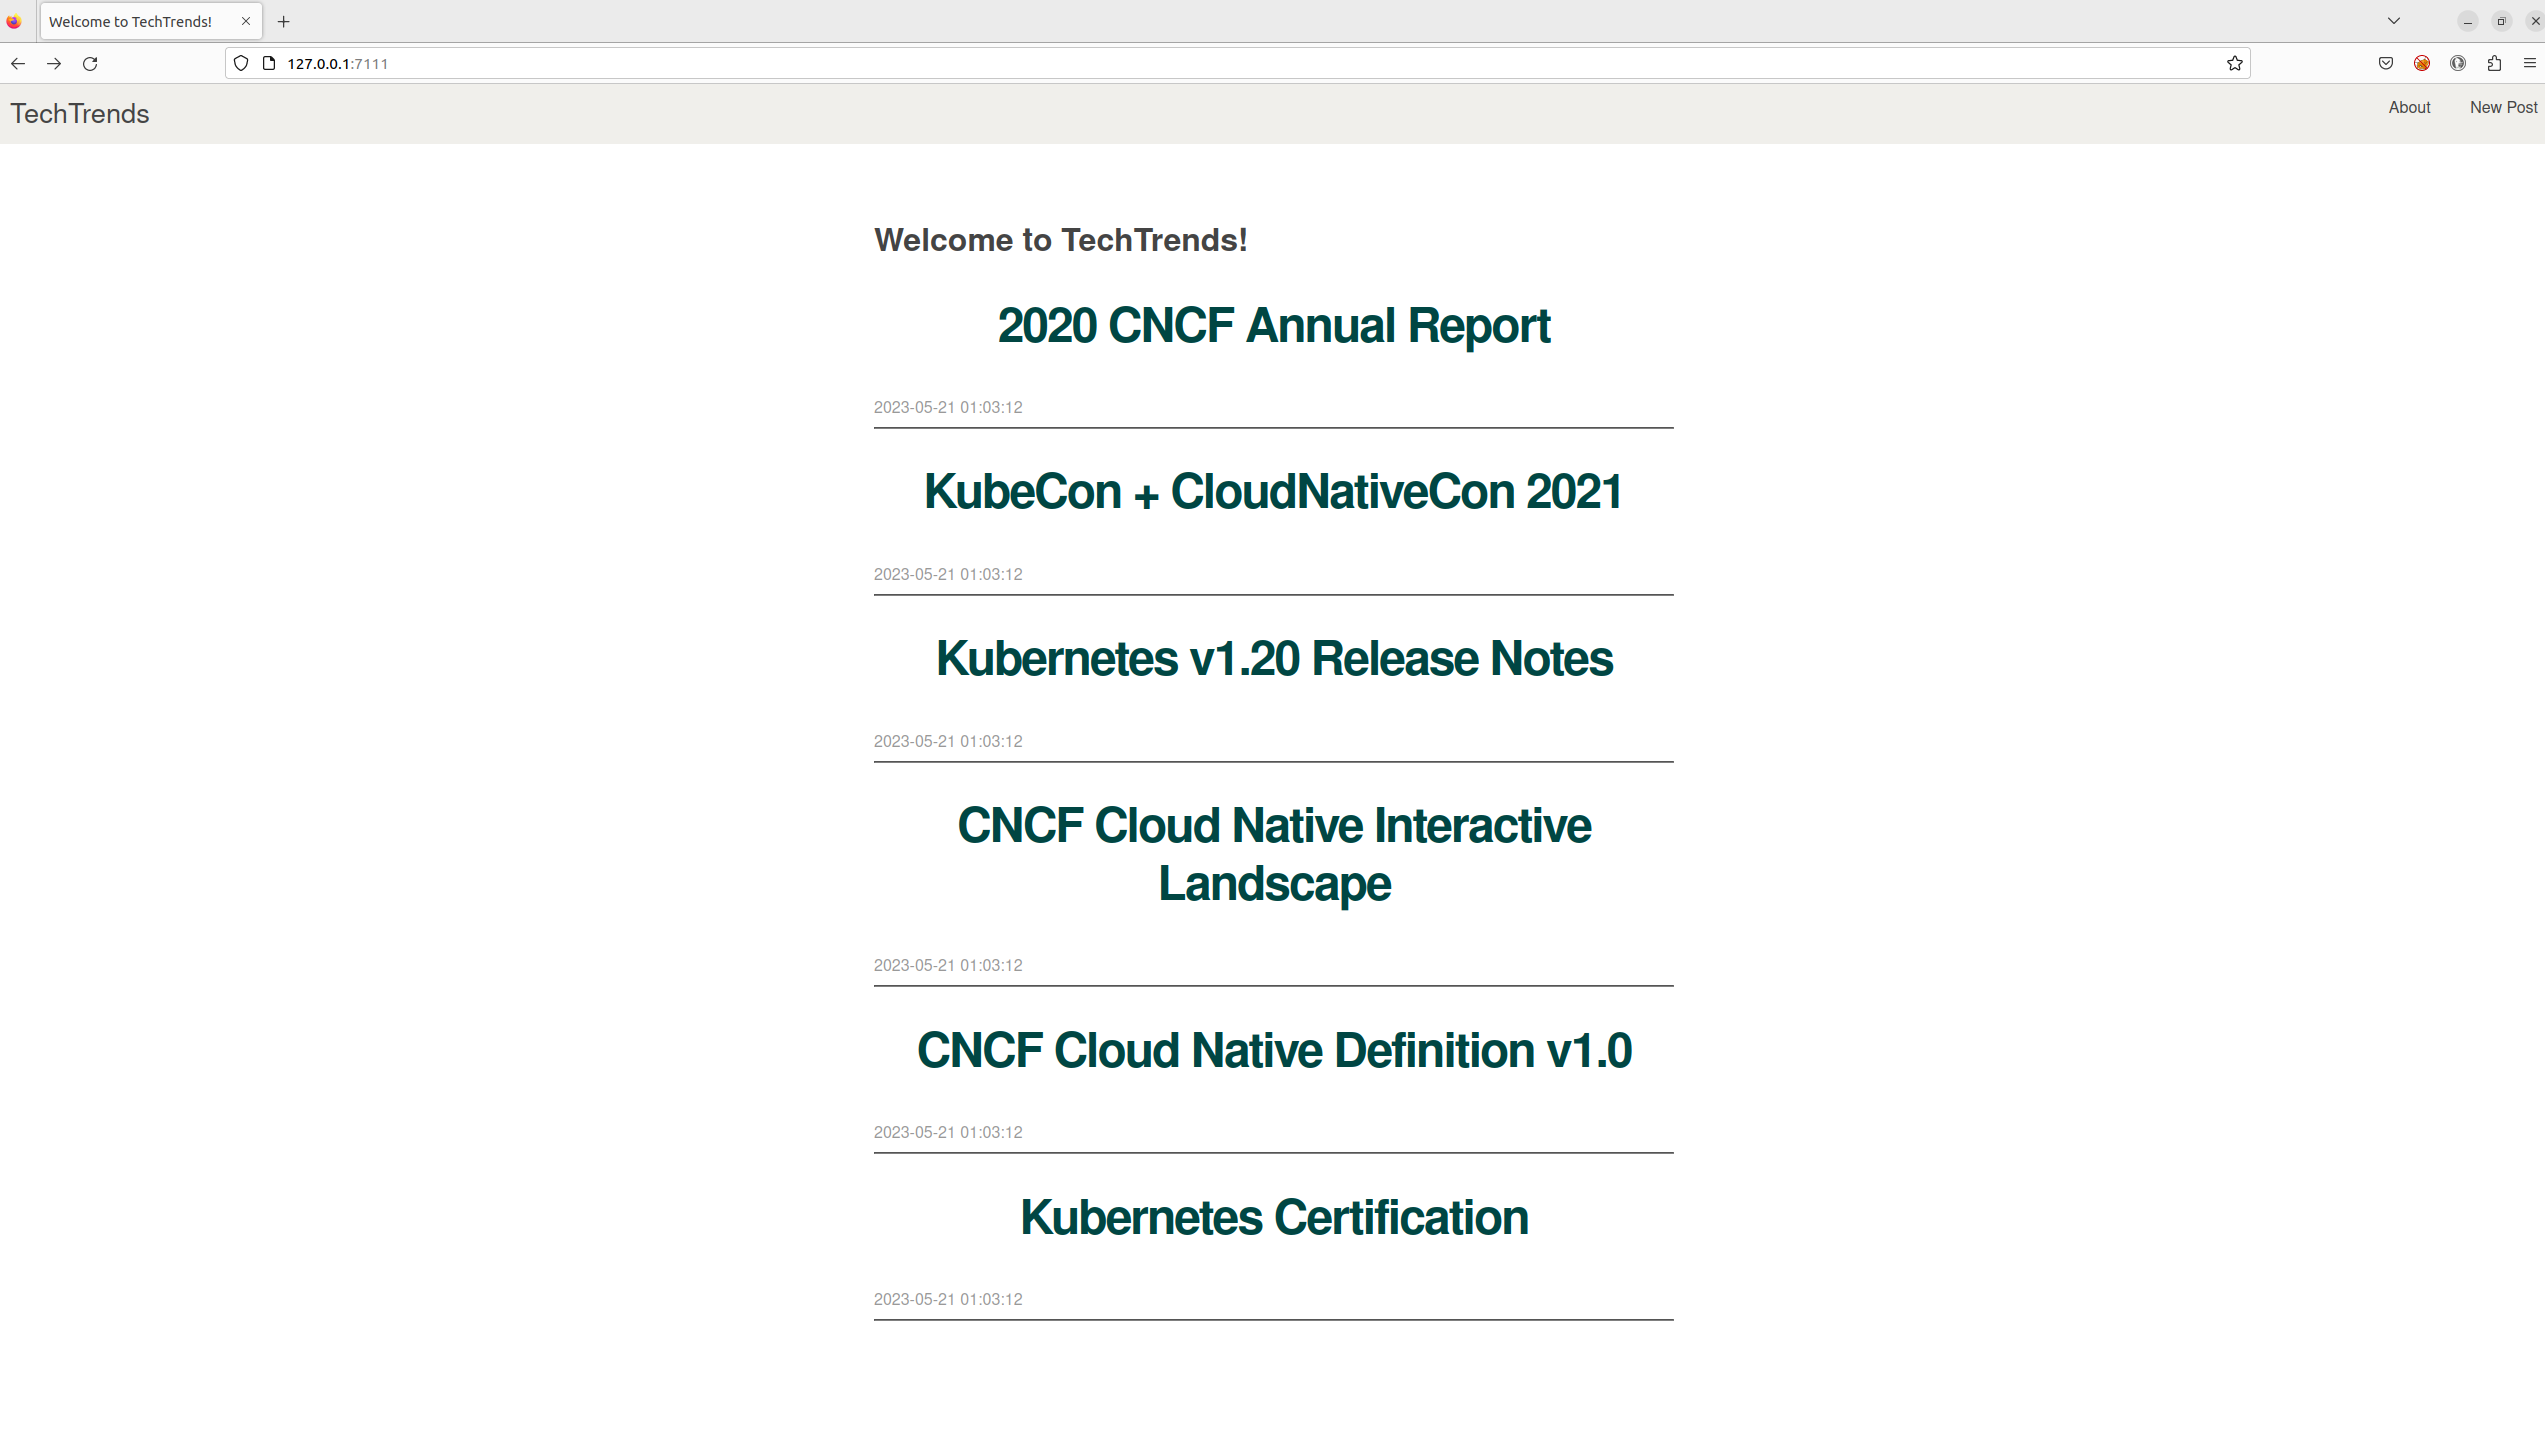 Welcome to TechTrends!
127.0.0.1:7111
TechTrends
About
New Post
Welcome to TechTrends!
2020 CNCF Annual Report
2023-05-21 01:03:12
KubeCon + CloudNativeCon 2021
2023-05-21 01:03:12
Kubernetes v1.20 Release Notes
2023-05-21 01:03:12
CNCF Cloud Native Interactive
Landscape
2023-05-21 01:03:12
CNCF Cloud Native Definition v1.0
2023-05-21 01:03:12
Kubernetes Certification
2023-05-21 01:03:12